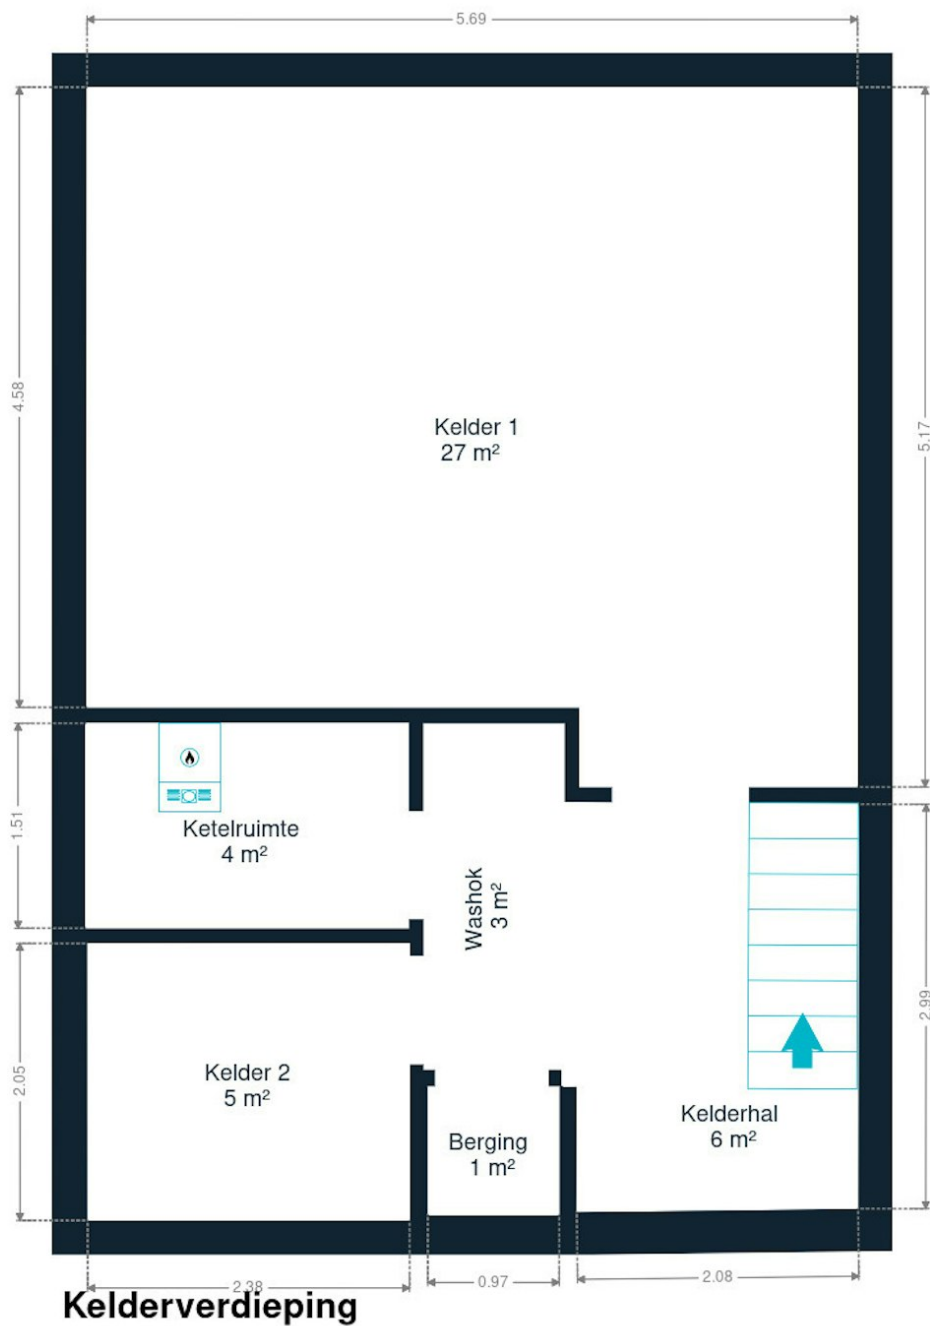 5.69
4.58
5.17
Kelder 1
27 m²
1.51
Ketelruimte
4 m²
Washok
3 m²
2.99
2.05
Kelder 2
5 m²
Berging
1 m²
Kelderhal
6 m²
2.38
0.97
2.08
Kelderverdieping